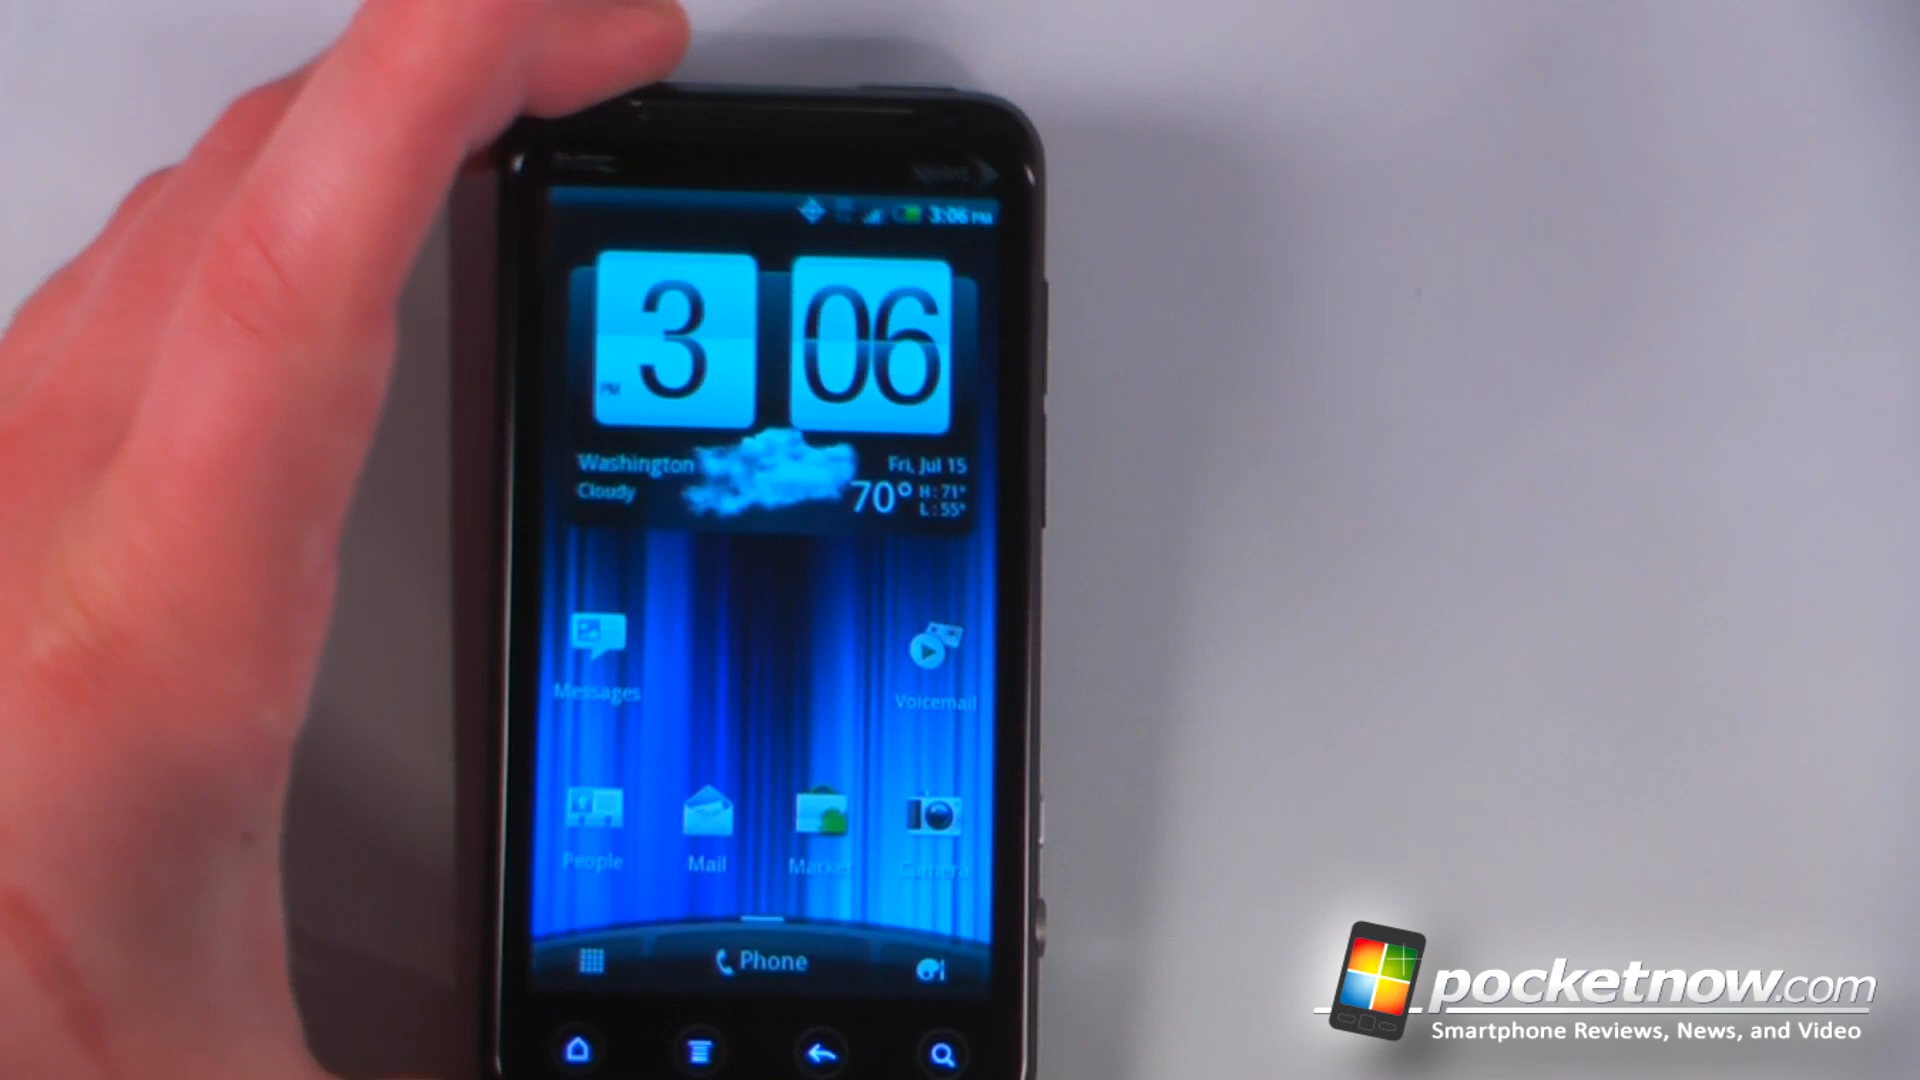 Sprint
3:06 PM
3
PM
06
Washington
Fri, Jul 15
Cloudy
70°
H: 71°
L: 55°
Messages
Voicemail
People
Mail
Market
Camera
Phone
pocketnow.com
Smartphone Reviews, News, and Video